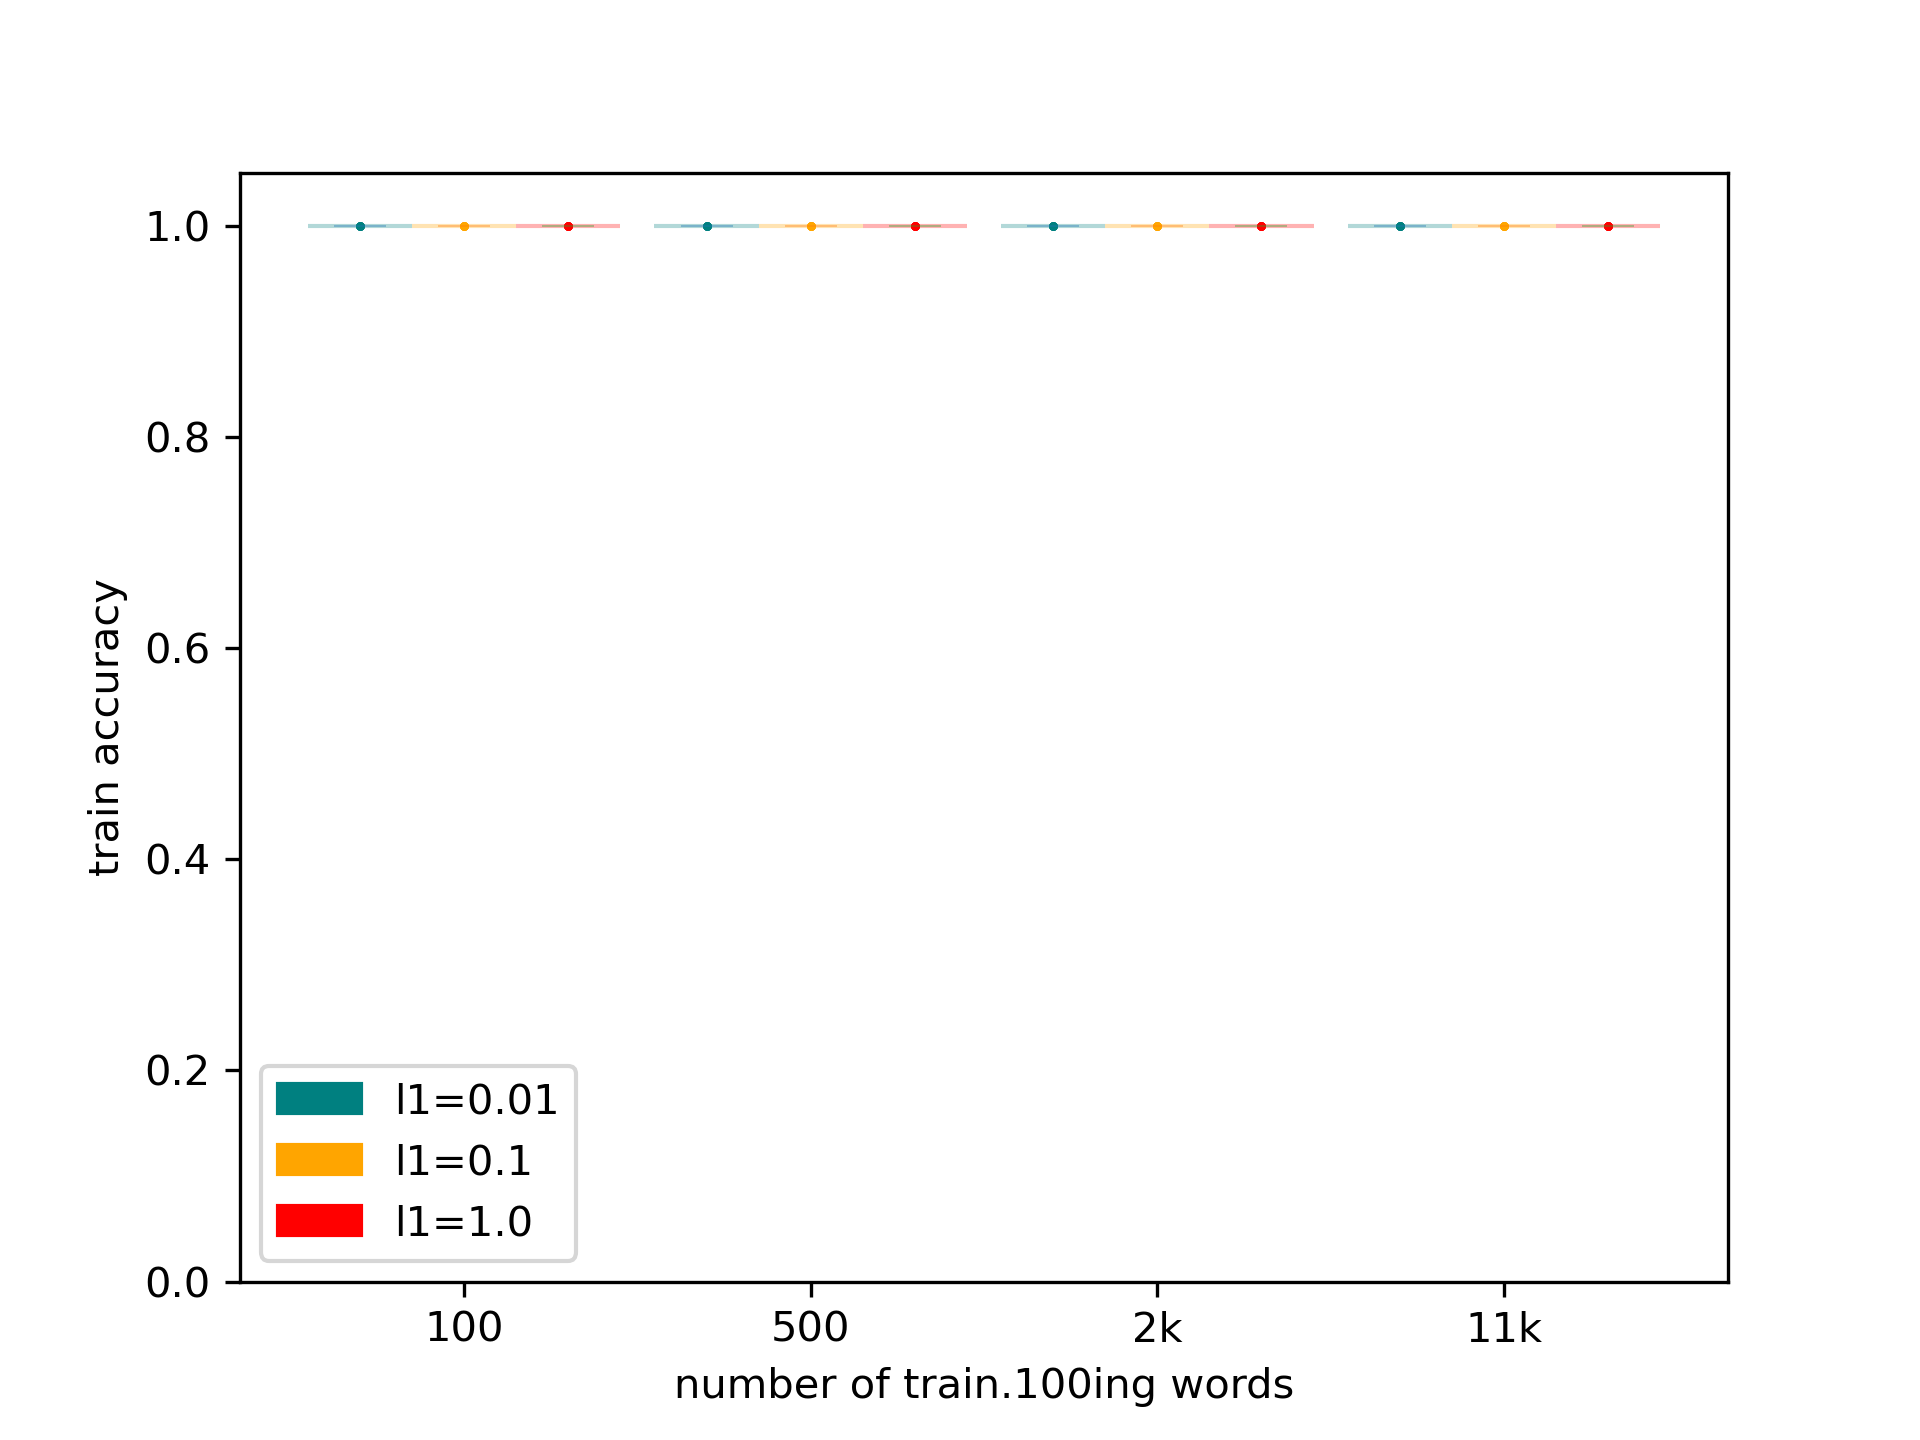 1.0
0.8
0.6
0.4
0.2
0.0
train accuracy
l1=0.01
l1=0.1
l1=1.0
100 500 2k 11k
number of train.100ing words